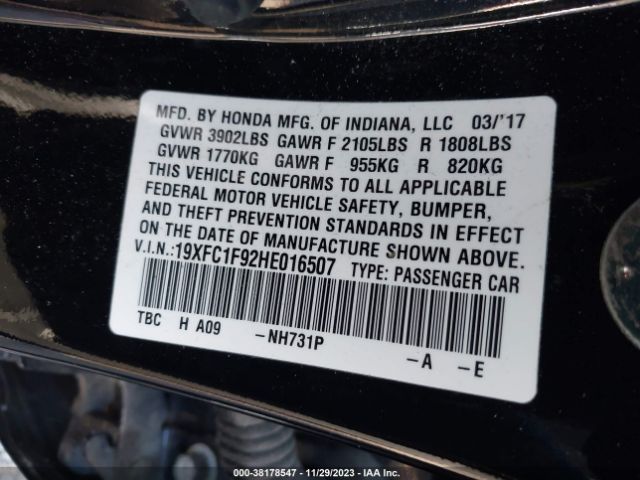 MFD. BY HONDA MFG. OF INDIANA, LLC 03/'17
GVWR 3902LBS GAWR F 2105LBS R 1808LBS
GVWR 1770KG GAWR F 955KG R 820KG
THIS VEHICLE CONFORMS TO ALL APPLICABLE
FEDERAL MOTOR VEHICLE SAFETY, BUMPER,
AND THEFT PREVENTION STANDARDS IN EFFECT
ON THE DATE OF MANUFACTURE SHOWN ABOVE.
V.I.N.:19XFC1F92HE016507 TYPE: PASSENGER CAR
TBC H A09 -NH731P -A -E
000-38178547 - 11/29/2023 - IAA Inc.